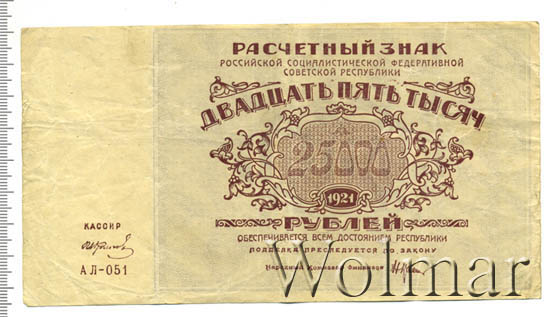 РАСЧЕТНЫЙ ЗНАК
РОССИЙСКОЙ СОЦИАЛИСТИЧЕСКОЙ ФЕДЕРАТИВНОЙ
СОВЕТСКОЙ РЕСПУБЛИКИ
ДВАДЦАТЬ ПЯТЬ ТЫСЯЧ
25000
1921
РУБЛЕЙ
ОБЕСПЕЧИВАЕТСЯ ВСЕМ ДОСТОЯНИЕМ РЕСПУБЛИКИ
ПОДДЕЛКА ПРЕСЛЕДУЕТСЯ ПО ЗАКОНУ
Народный Комиссар Финансов
КАССИР
АЛ-051
Wolmar